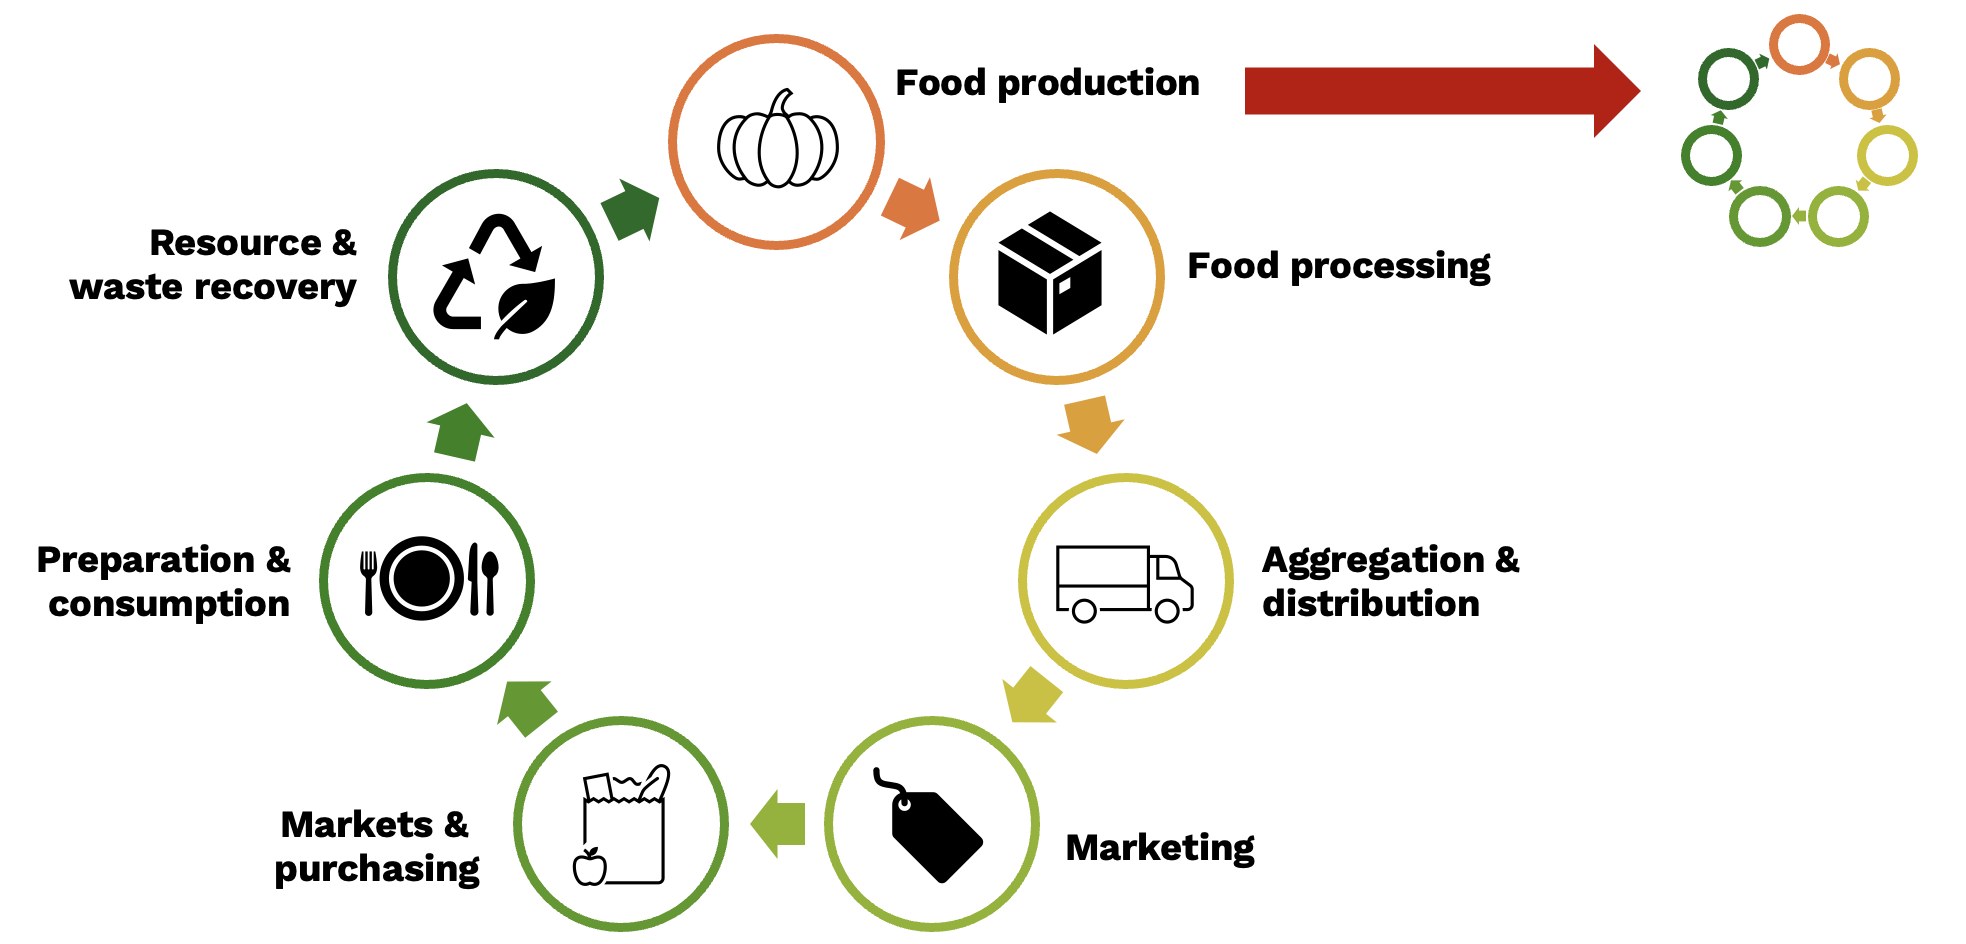 Food production
Food processing
Aggregation &
distribution
Marketing
Markets &
purchasing
Preparation &
consumption
Resource &
waste recovery